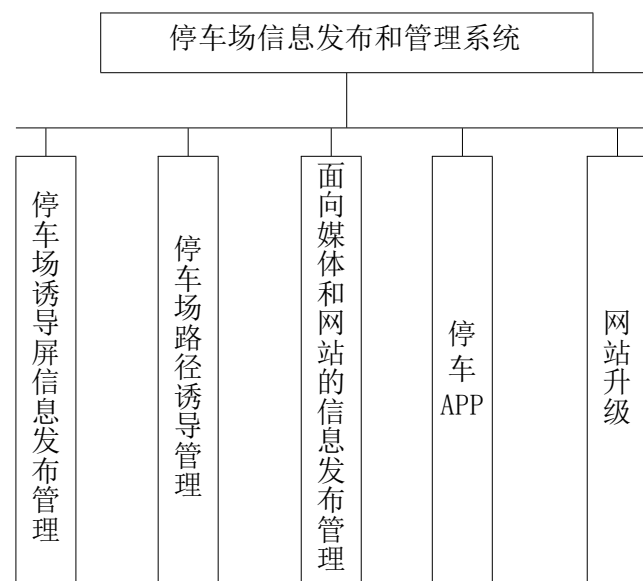 停车场信息发布和管理系统
停车场诱导屏信息发布管理
停车场路径诱导管理
面向媒体和网站的信息发布管理
停车APP
网站升级